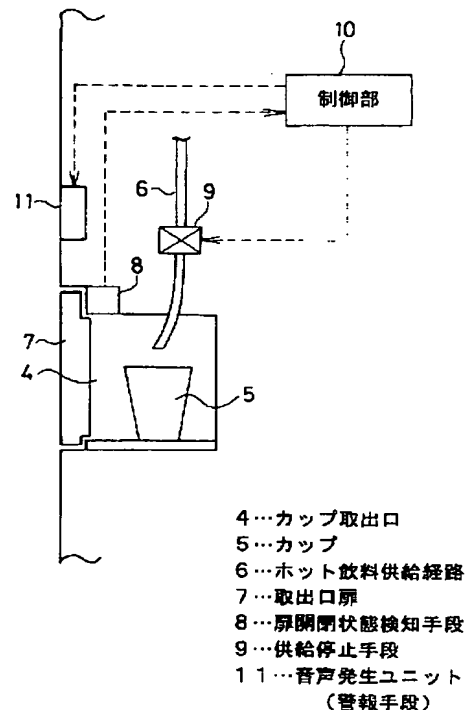 10
制御部
11
6
9
8
7
4
5
4…カップ取出口
5…カップ
6…ホット飲料供給経路
7…取出口扉
8…扉開閉状態検知手段
9…供給停止手段
11…音声発生ユニット
（警報手段）